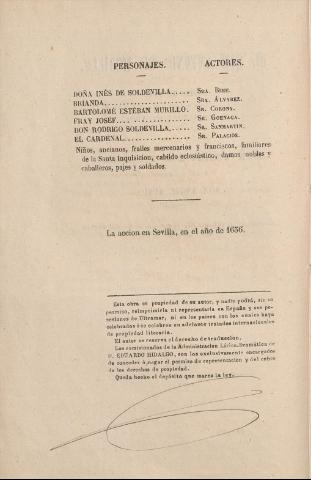 PERSONAJES. ACTORES.
DOÑA INÉS DE SOLDEVILLA..... SRA.
BRIANDA.................... SRA. ÁLVAREZ.
BARTOLOMÉ ESTÉBAN MURILLO. SR. CORONA.
FRAY JOSEF.................. SR.
DON RODRIGO SOLDEVILLA..... SR. SANMARTIN.
EL CARDENAL................ SR. PALACIOS.
Niños, ancianos, frailes mercenarios y franciscos, familiares
de la Santa Inquisicion, cabildo eclesiástico, damas nobles y
caballeros, pajes y soldados.
La accion en Sevilla, en el año de 1656.
Esta obra es propiedad de su autor, y nadie podrá, sin su
permiso, reimprimirla ni representarla en España y sus po-
sesiones de Ultramar, ni en los paises con los cuales haya
celebrados ó se celebren en adelante tratados internacionales
de propiedad literaria.
El autor se reserva el derecho de traduccion.
Los comisionados de la Administracion Lírico-Dramática de
D. EDUARDO HIDALGO, son los exclusivamente encargados
de conceder ó negar el permiso de representacion y del cobro
de los derechos de propiedad.
Queda hecho el depósito que marca la ley.